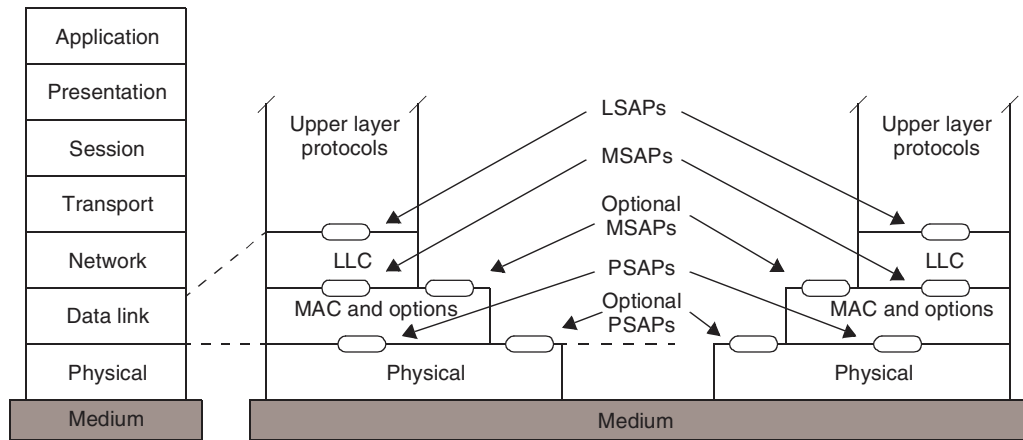 Application
Presentation
Session
Transport
Network
Data link
Physical
Medium
Upper layer
protocols
LLC
MAC and options
Physical
LSAPs
MSAPs
Optional
MSAPs
PSAPs
Optional
PSAPs
Upper layer
protocols
LLC
MAC and options
Physical
Medium